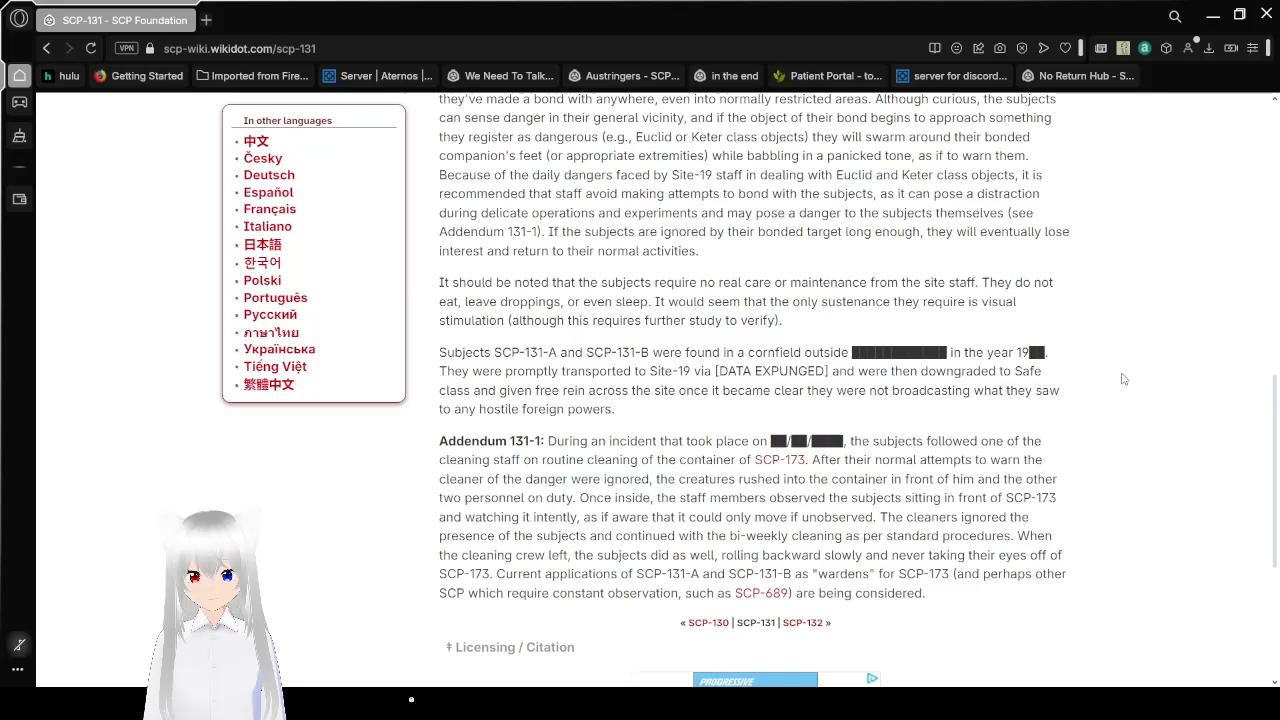 SCP-131 - SCP Foundation
VPN
scp-wiki.wikidot.com/scp-131
hulu
Getting Started
Imported from Fire...
Server | Aternos |...
We Need To Talk...
Austringers - SCP...
in the end
Patient Portal - to...
server for discord...
No Return Hub - S...
In other languages
中文
Česky
Deutsch
Español
Français
Italiano
日本語
한국어
Polski
Português
Русский
ภาษาไทย
Українська
Tiếng Việt
繁體中文
they've made a bond with anywhere, even into normally restricted areas. Although curious, the subjects
can sense danger in their general vicinity, and if the object of their bond begins to approach something
they register as dangerous (e.g., Euclid or Keter class objects) they will swarm around their bonded
companion's feet (or appropriate extremities) while babbling in a panicked tone, as if to warn them.
Because of the daily dangers faced by Site-19 staff in dealing with Euclid and Keter class objects, it is
recommended that staff avoid making attempts to bond with the subjects, as it can pose a distraction
during delicate operations and experiments and may pose a danger to the subjects themselves (see
Addendum 131-1). If the subjects are ignored by their bonded target long enough, they will eventually lose
interest and return to their normal activities.
It should be noted that the subjects require no real care or maintenance from the site staff. They do not
eat, leave droppings, or even sleep. It would seem that the only sustenance they require is visual
stimulation (although this requires further study to verify).
Subjects SCP-131-A and SCP-131-B were found in a cornfield outside ████████████ in the year 19██.
They were promptly transported to Site-19 via [DATA EXPUNGED] and were then downgraded to Safe
class and given free rein across the site once it became clear they were not broadcasting what they saw
to any hostile foreign powers.
Addendum 131-1: During an incident that took place on ██/██/████, the subjects followed one of the
cleaning staff on routine cleaning of the container of SCP-173. After their normal attempts to warn the
cleaner of the danger were ignored, the creatures rushed into the container in front of him and the other
two personnel on duty. Once inside, the staff members observed the subjects sitting in front of SCP-173
and watching it intently, as if aware that it could only move if unobserved. The cleaners ignored the
presence of the subjects and continued with the bi-weekly cleaning as per standard procedures. When
the cleaning crew left, the subjects did as well, rolling backward slowly and never taking their eyes off of
SCP-173. Current applications of SCP-131-A and SCP-131-B as "wardens" for SCP-173 (and perhaps other
SCP which require constant observation, such as SCP-689) are being considered.
« SCP-130 | SCP-131 | SCP-132 »
‡ Licensing / Citation
PROGRESSIVE